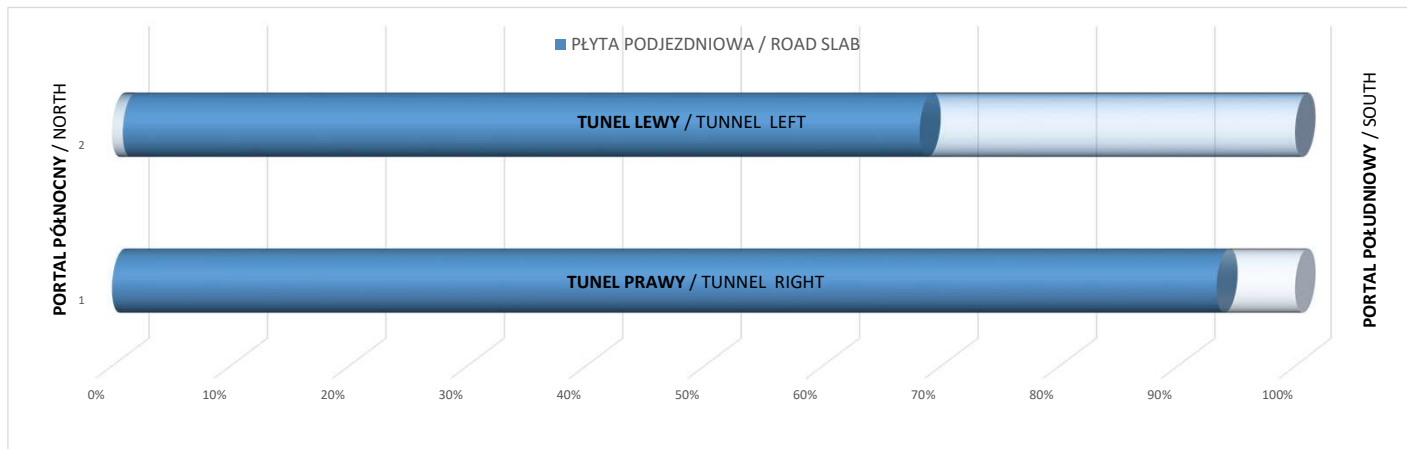 PŁYTA PODJEZDNIOWA / ROAD SLAB
PORTAL PÓŁNOCNY / NORTH
2
TUNEL LEWY / TUNNEL LEFT
PORTAL POŁUDNIOWY / SOUTH
1
TUNEL PRAWY / TUNNEL RIGHT
0% 10% 20% 30% 40% 50% 60% 70% 80% 90% 100%